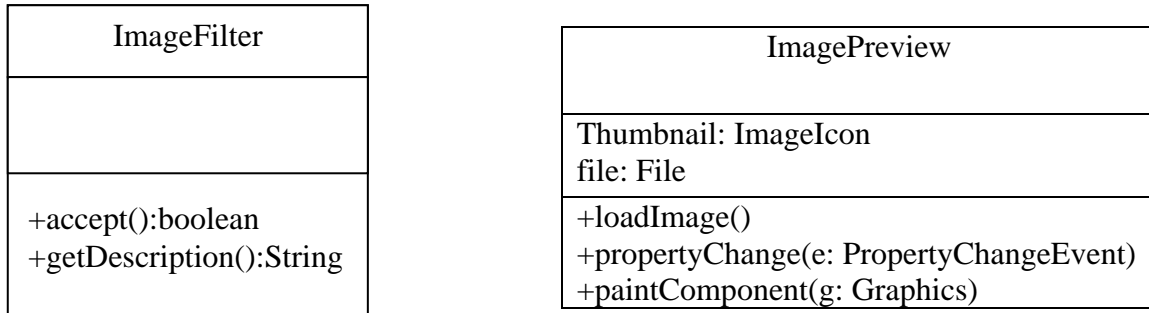 ImageFilter
+accept():boolean
+getDescription():String
ImagePreview
Thumbnail: ImageIcon
file: File
+loadImage()
+propertyChange(e: PropertyChangeEvent)
+paintComponent(g: Graphics)